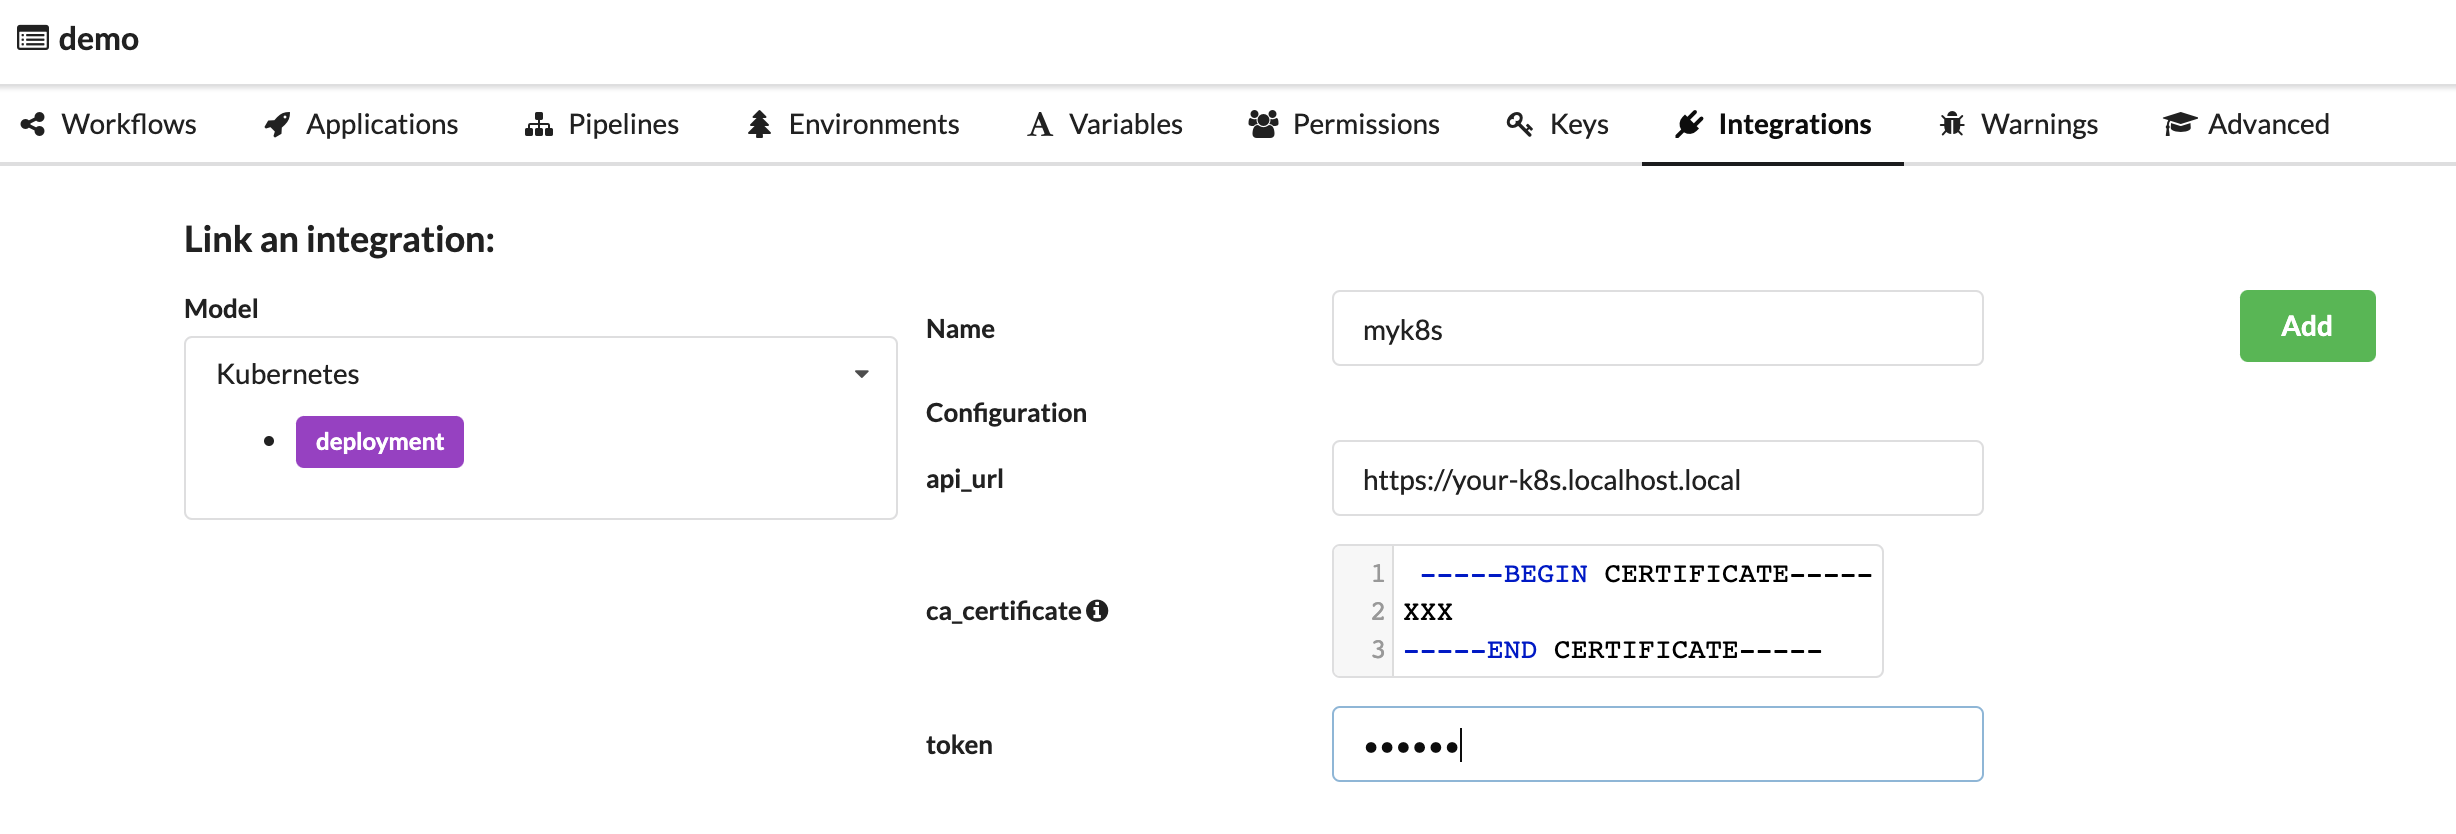 demo
Workflows Applications Pipelines Environments Variables Permissions Keys Integrations Warnings Advanced
Link an integration:
Model
Kubernetes
deployment
Name
myk8s
Add
Configuration
api_url
https://your-k8s.localhost.local
ca_certificate
1 -----BEGIN CERTIFICATE-----
2 XXX
3 -----END CERTIFICATE-----
token
••••••